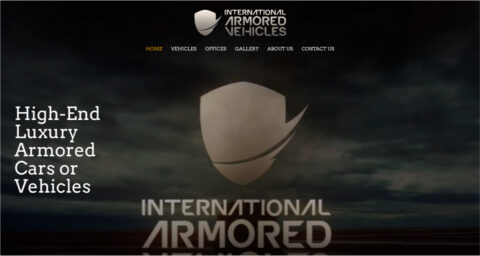 INTERNATIONAL
ARMORED
VEHICLES
HOME VEHICLES OFFICES GALLERY ABOUT US CONTACT US
High-End
Luxury
Armored
Cars or
Vehicles
INTERNATIONAL
ARMORED
VEHICLES